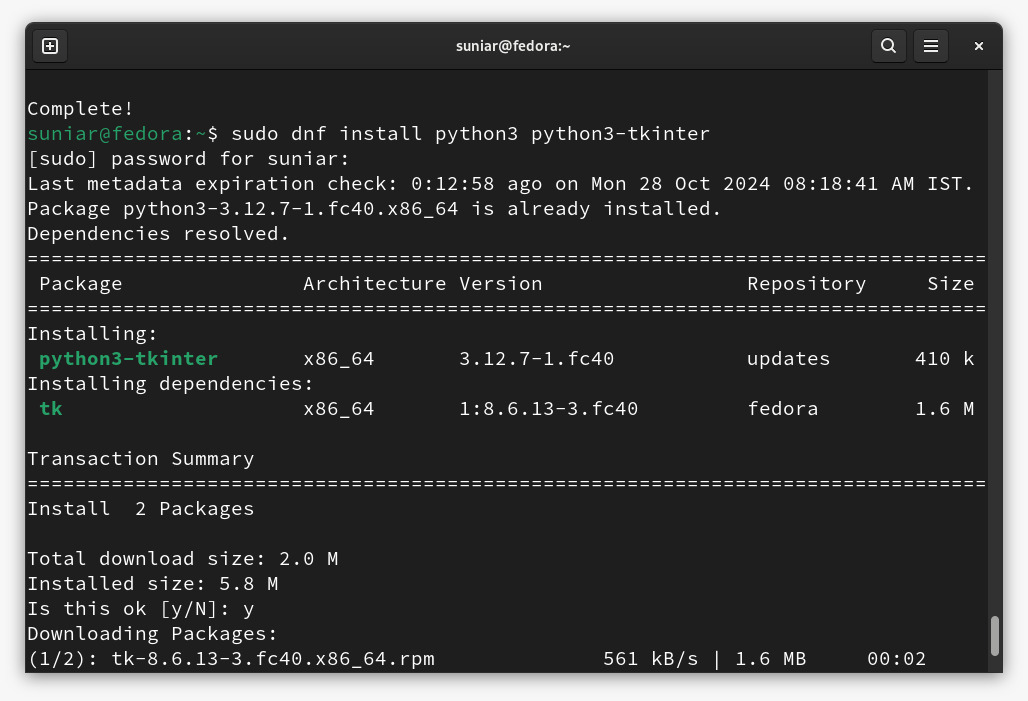 suniar@fedora:~
Complete!
suniar@fedora:~$ sudo dnf install python3 python3-tkinter
[sudo] password for suniar:
Last metadata expiration check: 0:12:58 ago on Mon 28 Oct 2024 08:18:41 AM IST.
Package python3-3.12.7-1.fc40.x86_64 is already installed.
Dependencies resolved.
================================================================================
 Package               Architecture Version                 Repository     Size
================================================================================
Installing:
 python3-tkinter       x86_64       3.12.7-1.fc40           updates       410 k
Installing dependencies:
 tk                    x86_64       1:8.6.13-3.fc40         fedora        1.6 M
Transaction Summary
================================================================================
Install  2 Packages
Total download size: 2.0 M
Installed size: 5.8 M
Is this ok [y/N]: y
Downloading Packages:
(1/2): tk-8.6.13-3.fc40.x86_64.rpm              561 kB/s | 1.6 MB     00:02